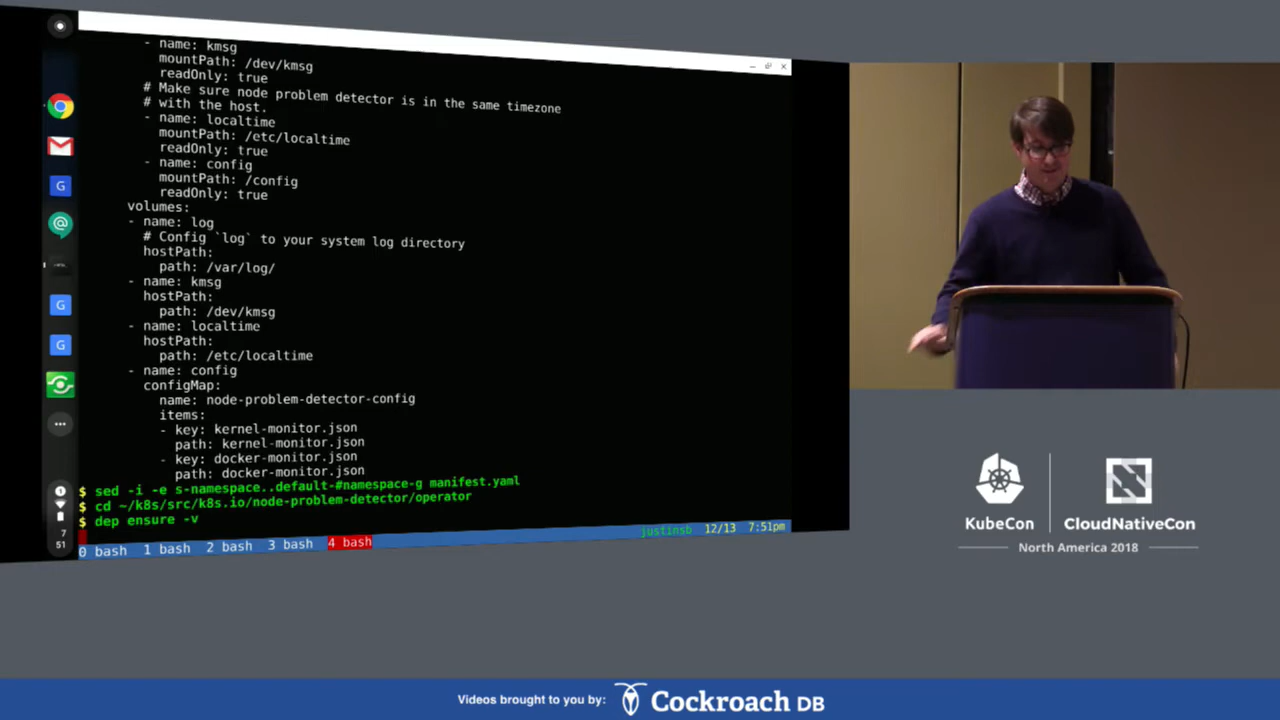 - name: kmsg
mountPath: /dev/kmsg
readOnly: true
# Make sure node problem detector is in the same timezone
# with the host.
- name: localtime
mountPath: /etc/localtime
readOnly: true
- name: config
mountPath: /config
readOnly: true
volumes:
- name: log
# Config `log` to your system log directory
hostPath:
path: /var/log/
- name: kmsg
hostPath:
path: /dev/kmsg
- name: localtime
hostPath:
path: /etc/localtime
- name: config
configMap:
name: node-problem-detector-config
items:
- key: kernel-monitor.json
path: kernel-monitor.json
- key: docker-monitor.json
path: docker-monitor.json
$ sed -i -e s-namespace..default-#namespace-g manifest.yaml
$ cd ~/k8s/src/k8s.io/node-problem-detector/operator
$ dep ensure -v
0 bash 1 bash 2 bash 3 bash 4 bash justinsb 12/13 7:51pm
7
51
KubeCon CloudNativeCon
North America 2018
Videos brought to you by: Cockroach DB